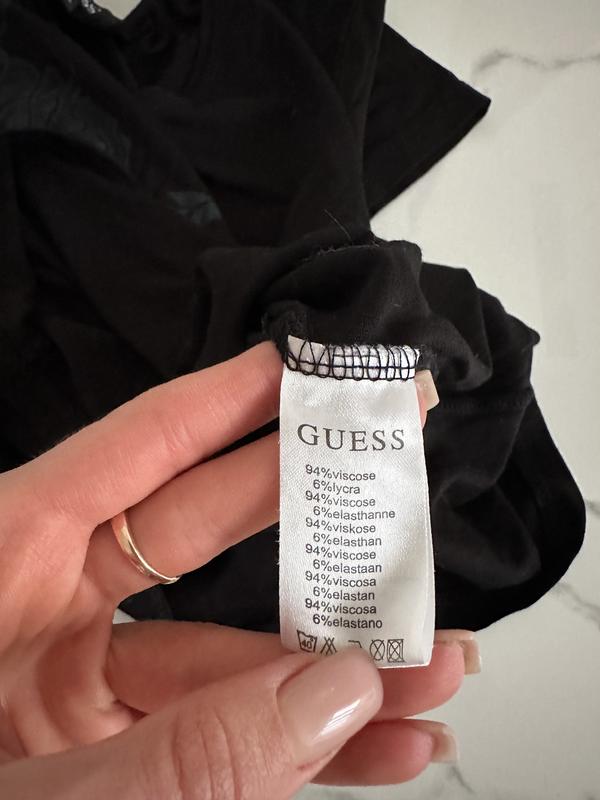 GUESS
94%viscose
6%lycra
94%viscose
6%elasthanne
94%viskose
6%elasthan
94%viscose
6%elastaan
94%viscosa
6%elastan
94%viscosa
6%elastano
40